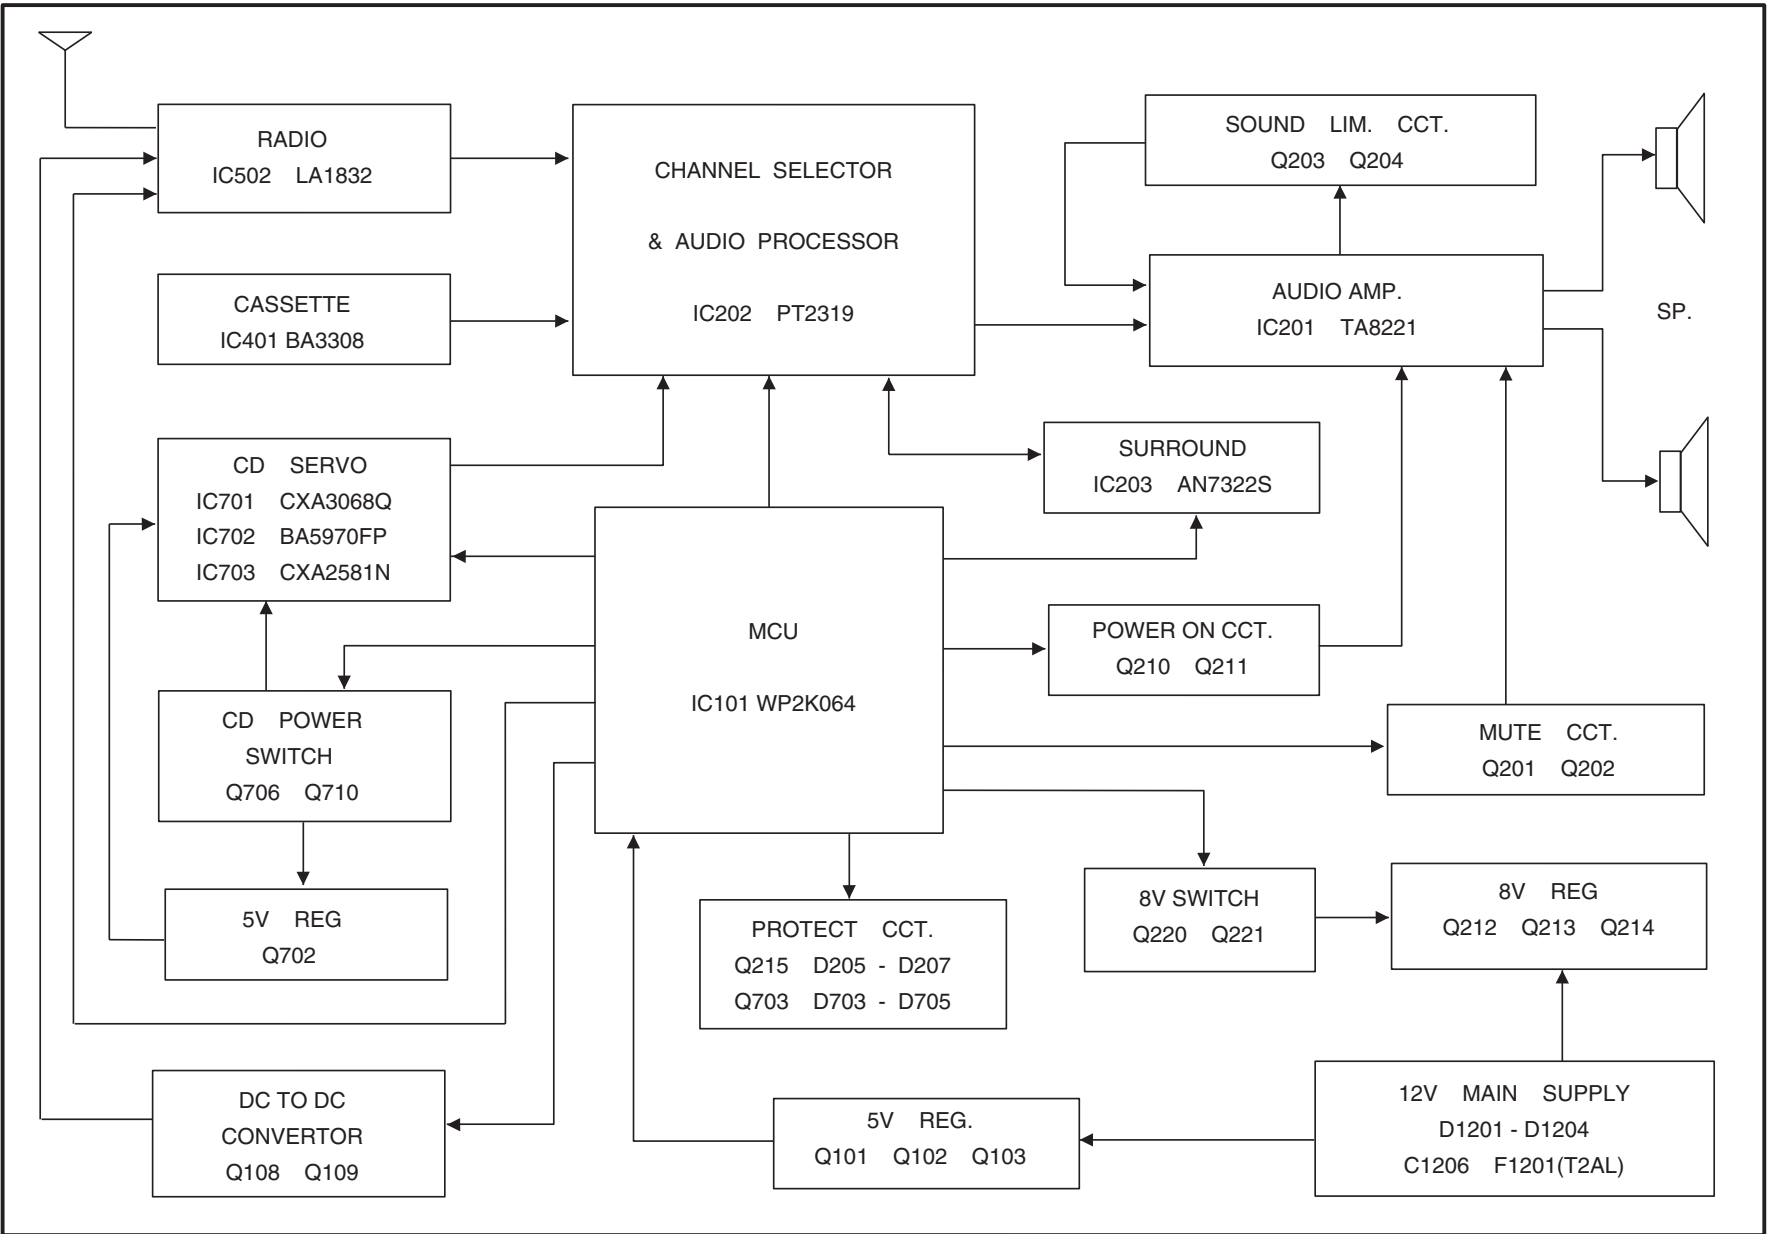 RADIO
IC502 LA1832
CHANNEL SELECTOR
& AUDIO PROCESSOR
IC202 PT2319
SOUND LIM. CCT.
Q203 Q204
CASSETTE
IC401 BA3308
AUDIO AMP.
IC201 TA8221
SP.
CD SERVO
IC701 CXA3068Q
IC702 BA5970FP
IC703 CXA2581N
SURROUND
IC203 AN7322S
MCU
IC101 WP2K064
POWER ON CCT.
Q210 Q211
CD POWER
SWITCH
Q706 Q710
MUTE CCT.
Q201 Q202
5V REG
Q702
PROTECT CCT.
Q215 D205 - D207
Q703 D703 - D705
8V SWITCH
Q220 Q221
8V REG
Q212 Q213 Q214
DC TO DC
CONVERTOR
Q108 Q109
5V REG.
Q101 Q102 Q103
12V MAIN SUPPLY
D1201 - D1204
C1206 F1201(T2AL)